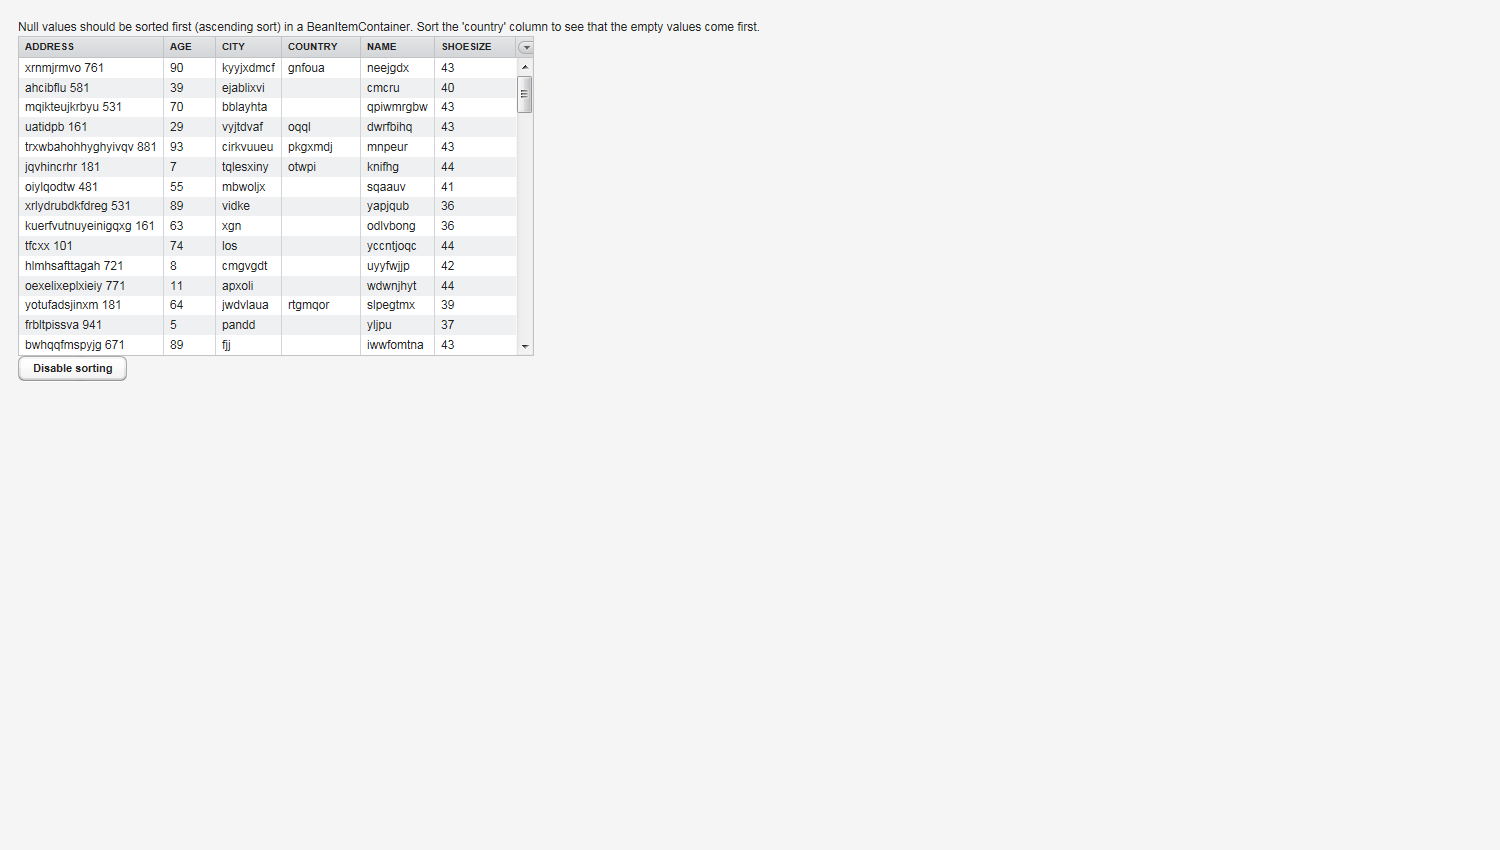 Null values should be sorted first (ascending sort) in a BeanItemContainer. Sort the 'country' column to see that the empty values come first.
ADDRESS AGE CITY COUNTRY NAME SHOESIZE
xrnmjrmvo 761 90 kyyjxdmcf gnfoua neejgdx 43
ahcibflu 581 39 ejablixvi cmcru 40
mqikteujkrbyu 531 70 bblayhta qpiwmrgbw 43
uatidpb 161 29 vyjtdvaf oqql dwrfbihq 43
trxwbahohhyghyivqv 881 93 cirkvuueu pkgxmdj mnpeur 43
jqvhincrhr 181 7 tqlesxiny otwpi knifhg 44
oiylqodtw 481 55 mbwoljx sqaauv 41
xrlydrubdkfdreg 531 89 vidke yapjqub 36
kuerfvutnuyeinigqxg 161 63 xgn odlvbong 36
tfcxx 101 74 los yccntjoqc 44
hlmhsafttagah 721 8 cmgvgdt uyyfwjjp 42
oexelixeplxieiy 771 11 apxoli wdwnjhyt 44
yotufadsjinxm 181 64 jwdvlaua rtgmqor slpegtmx 39
frbltpissva 941 5 pandd yljpu 37
bwhqqfmspyjg 671 89 fjj iwwfomtna 43
Disable sorting